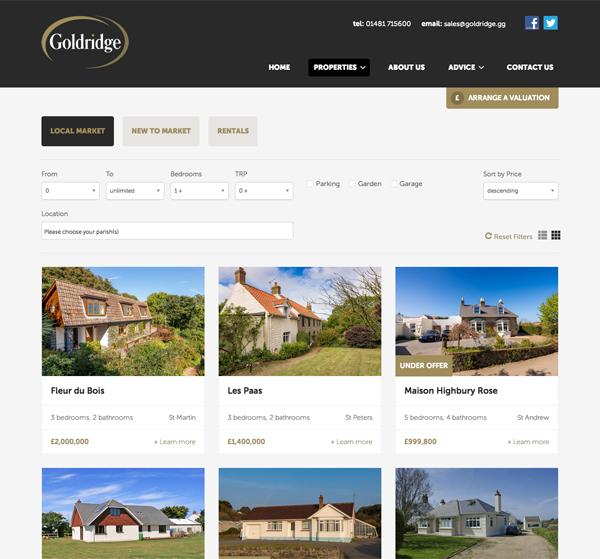 tel: 01481 715600 email: sales@goldridge.gg
Goldridge
HOME PROPERTIES ABOUT US ADVICE CONTACT US
£ ARRANGE A VALUATION
LOCAL MARKET NEW TO MARKET RENTALS
From To Bedrooms TRP Sort by Price
0 unlimited 1 + 0 + Parking Garden Garage descending
Location
Please choose your parish(s)
Reset Filters
UNDER OFFER
Fleur du Bois Les Paas Maison Highbury Rose
3 bedrooms, 2 bathrooms St Martin 3 bedrooms, 2 bathrooms St Peters 5 bedrooms, 4 bathrooms St Andrew
£2,000,000 » Learn more £1,400,000 » Learn more £999,800 » Learn more